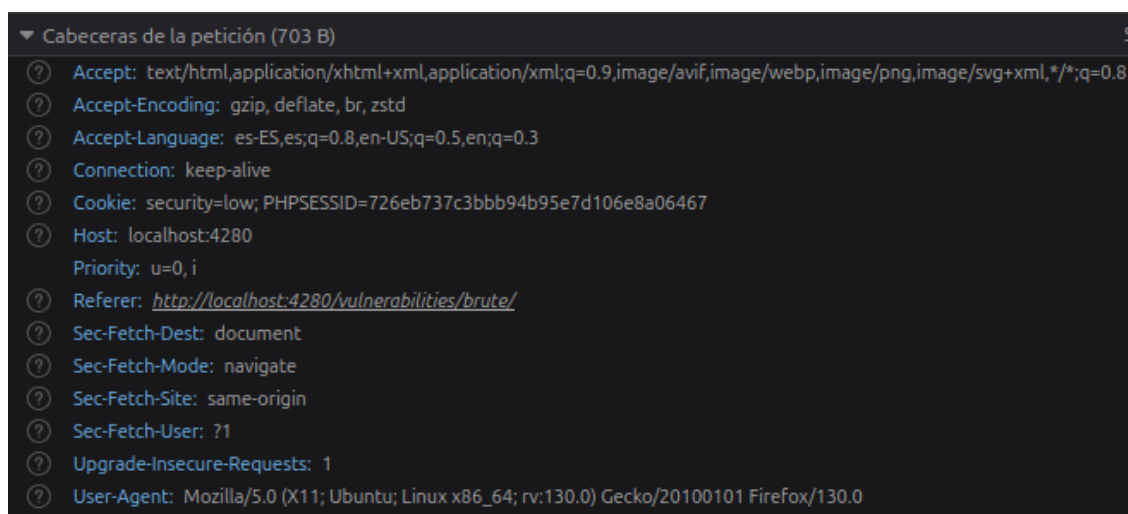 Cabeceras de la petición (703 B)
Accept: text/html,application/xhtml+xml,application/xml;q=0.9,image/avif,image/webp,image/png,image/svg+xml,*/*;q=0.8
Accept-Encoding: gzip, deflate, br, zstd
Accept-Language: es-ES,es;q=0.8,en-US;q=0.5,en;q=0.3
Connection: keep-alive
Cookie: security=low; PHPSESSID=726eb737c3bbb94b95e7d106e8a06467
Host: localhost:4280
Priority: u=0, i
Referer: http://localhost:4280/vulnerabilities/brute/
Sec-Fetch-Dest: document
Sec-Fetch-Mode: navigate
Sec-Fetch-Site: same-origin
Sec-Fetch-User: ?1
Upgrade-Insecure-Requests: 1
User-Agent: Mozilla/5.0 (X11; Ubuntu; Linux x86_64; rv:130.0) Gecko/20100101 Firefox/130.0